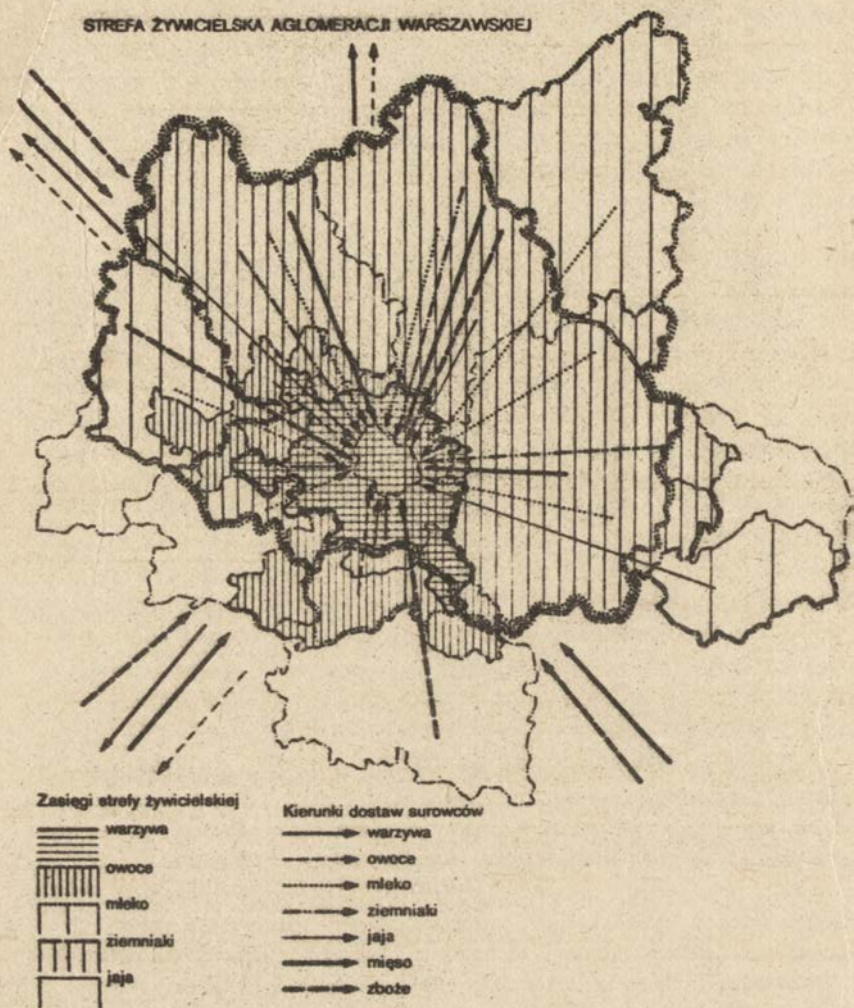 STREFA ŻYWICIELSKA AGLOMERACJI WARSZAWSKIEJ
Zasięgi strefy żywicielskiej
warzywa
owoce
mleko
ziemniaki
jaja
Kierunki dostaw surowców
warzywa
owoce
mleko
ziemniaki
jaja
mięso
zboże